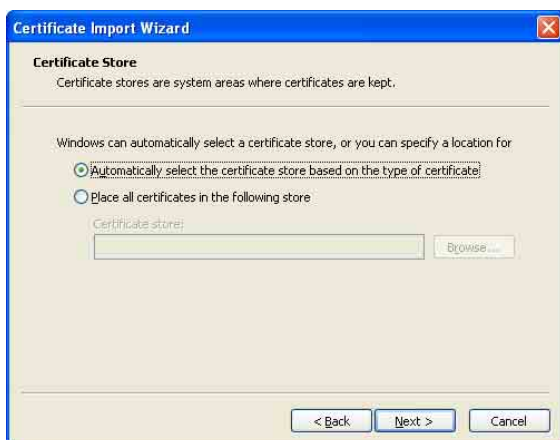 Certificate Import Wizard
Certificate Store
Certificate stores are system areas where certificates are kept.
Windows can automatically select a certificate store, or you can specify a location for
Automatically select the certificate store based on the type of certificate
Place all certificates in the following store
Certificate store:
Browse...
< Back
Next >
Cancel